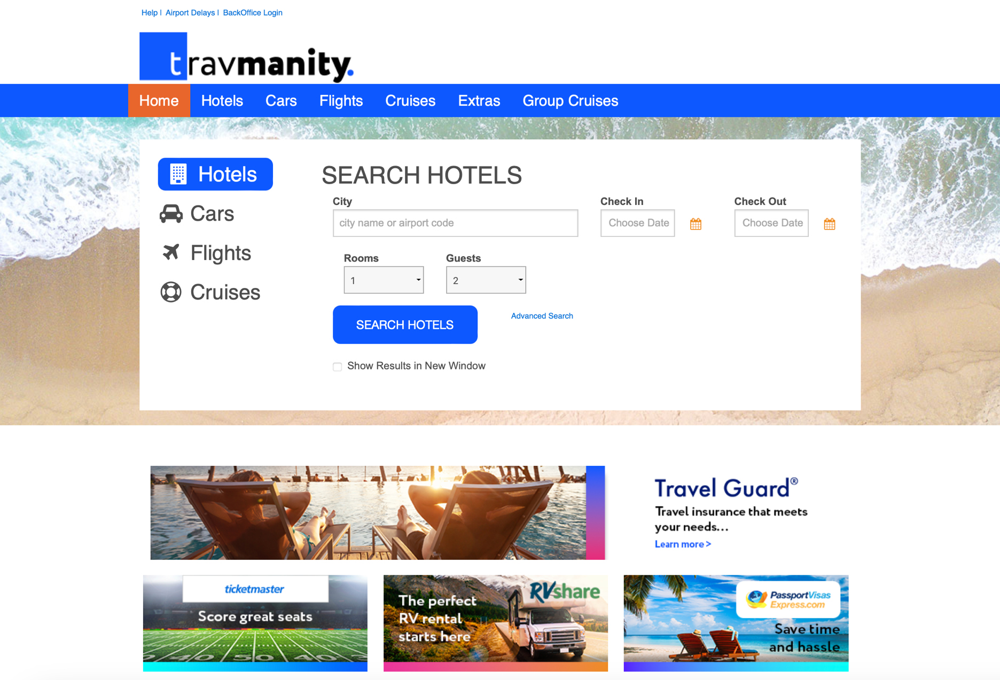 Help | Airport Delays | BackOffice Login
travmanity.
Home Hotels Cars Flights Cruises Extras Group Cruises
Hotels
Cars
Flights
Cruises
SEARCH HOTELS
City Check In Check Out
city name or airport code Choose Date Choose Date
Rooms Guests
1 2
SEARCH HOTELS Advanced Search
Show Results in New Window
Travel Guard®
Travel insurance that meets
your needs...
Learn more >
ticketmaster
Score great seats
40 50 40
RVshare
The perfect
RV rental
starts here
PassportVisas
Express.com
Save time
and hassle